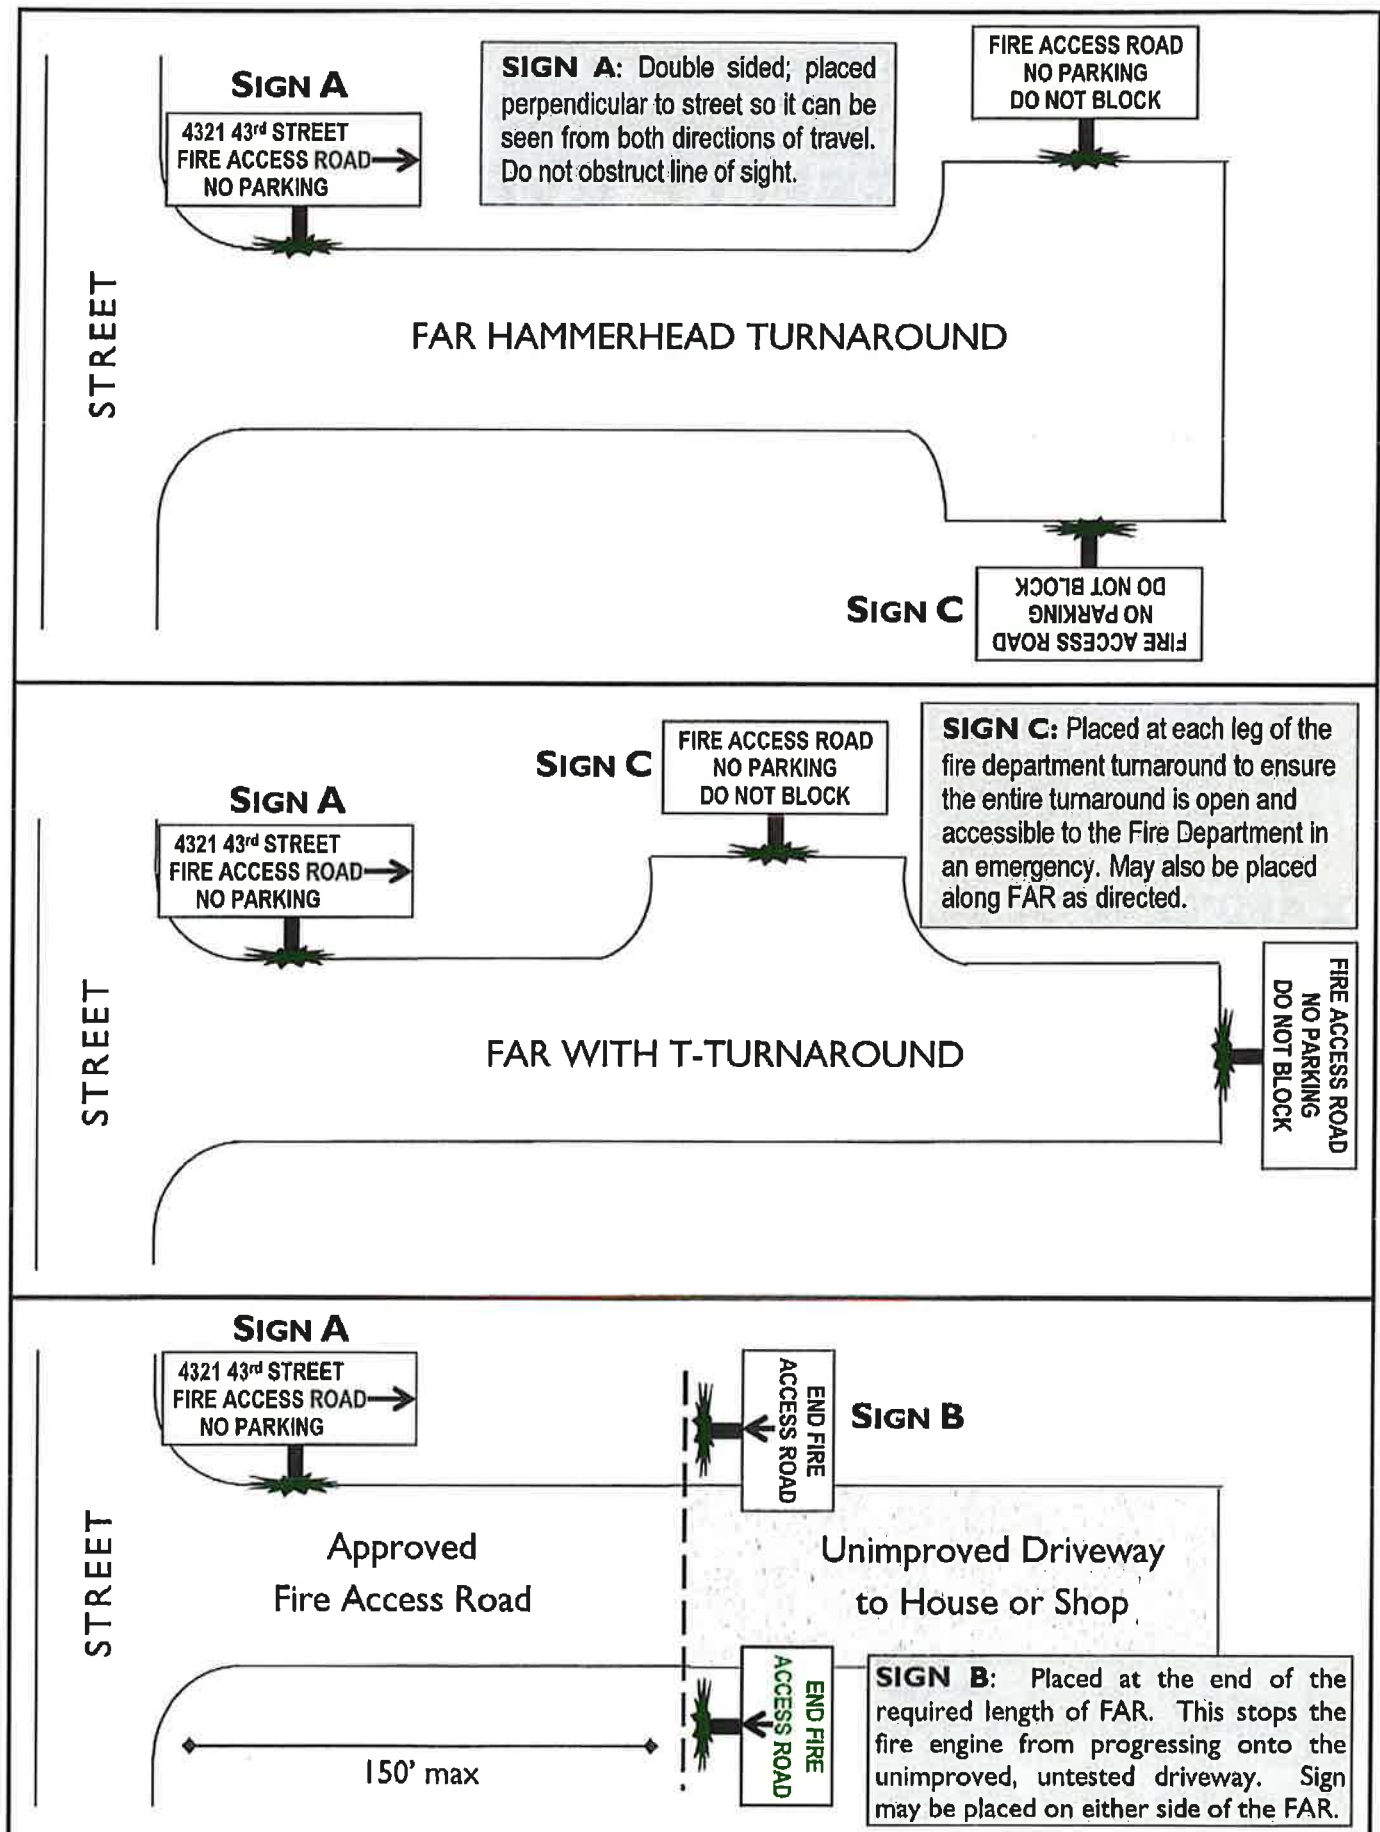 SIGN A
4321 43rd STREET
FIRE ACCESS ROAD
NO PARKING
SIGN A: Double sided; placed
perpendicular to street so it can be
seen from both directions of travel.
Do not obstruct line of sight.
FIRE ACCESS ROAD
NO PARKING
DO NOT BLOCK
STREET
FAR HAMMERHEAD TURNAROUND
SIGN C
FIRE ACCESS ROAD
NO PARKING
DO NOT BLOCK
SIGN A
4321 43rd STREET
FIRE ACCESS ROAD
NO PARKING
SIGN C
FIRE ACCESS ROAD
NO PARKING
DO NOT BLOCK
SIGN C: Placed at each leg of the
fire department turnaround to ensure
the entire turnaround is open and
accessible to the Fire Department in
an emergency. May also be placed
along FAR as directed.
STREET
FAR WITH T-TURNAROUND
FIRE ACCESS ROAD
NO PARKING
DO NOT BLOCK
SIGN A
4321 43rd STREET
FIRE ACCESS ROAD
NO PARKING
END FIRE
ACCESS ROAD
SIGN B
STREET
Approved
Fire Access Road
Unimproved Driveway
to House or Shop
150' max
END FIRE
ACCESS ROAD
SIGN B: Placed at the end of the
required length of FAR. This stops the
fire engine from progressing onto the
unimproved, untested driveway. Sign
may be placed on either side of the FAR.